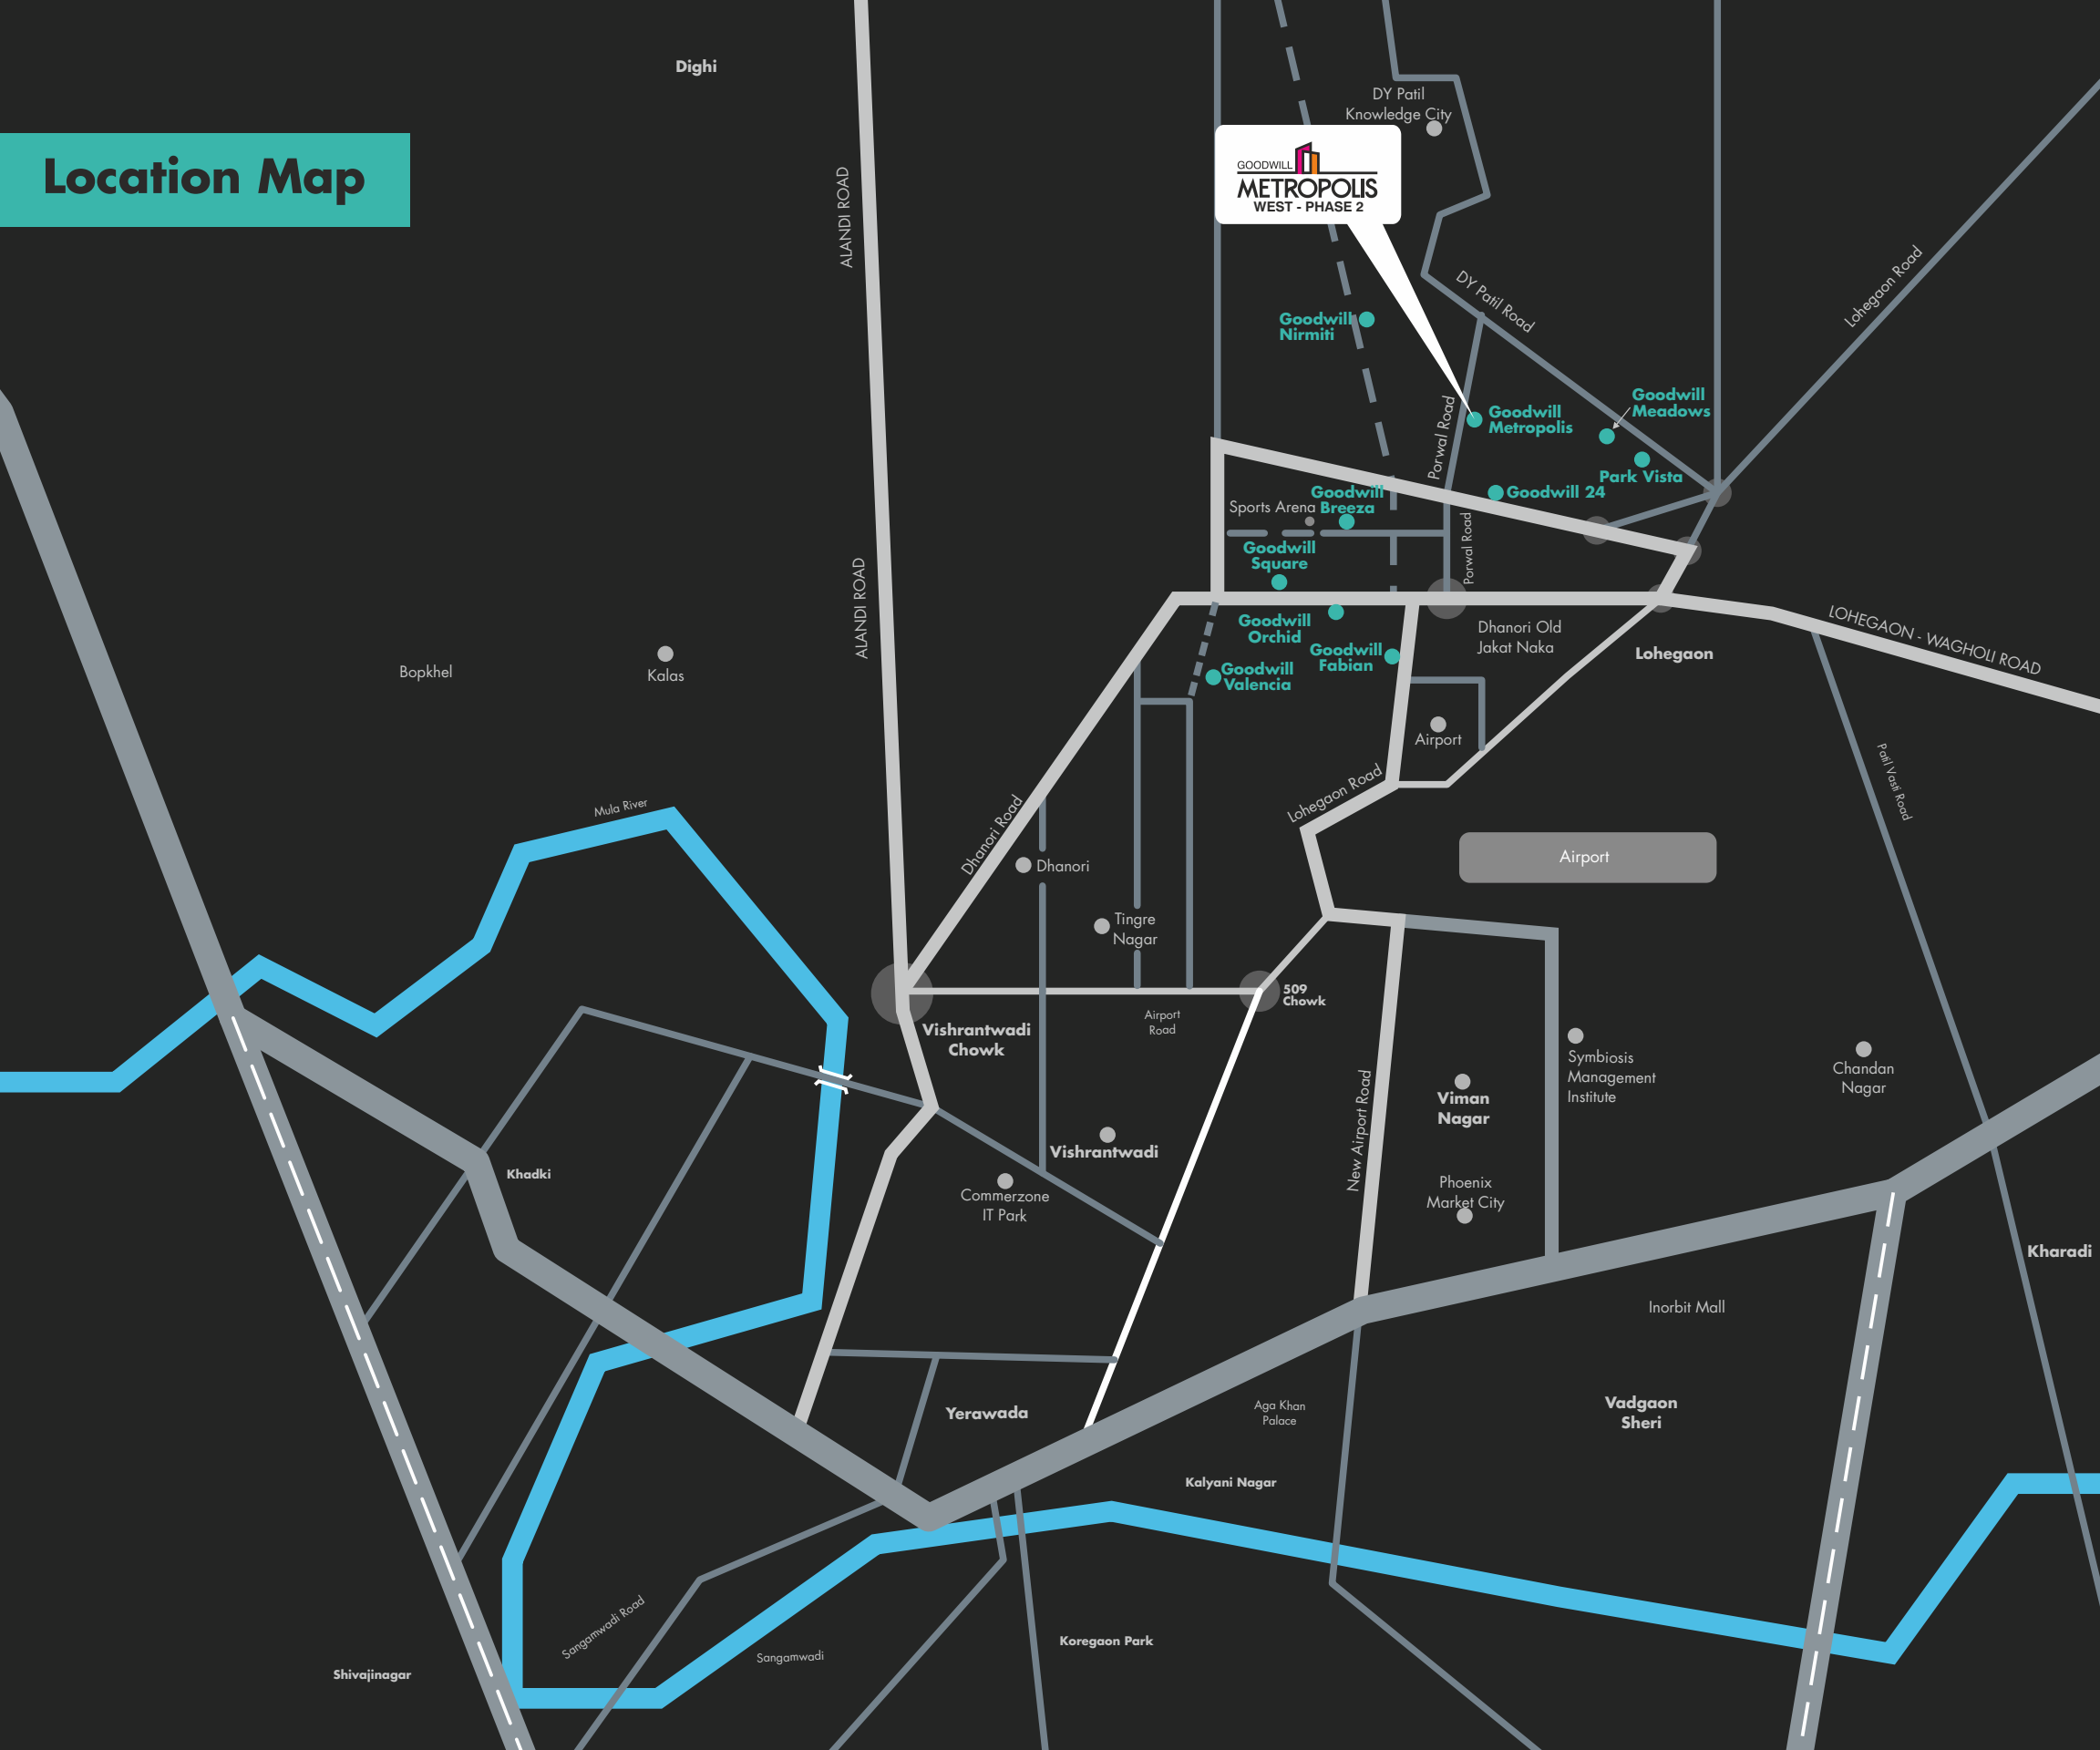 Dighi
Location Map
ALANDI ROAD
DY Patil
Knowledge City
GOODWILL
METROPOLIS
WEST - PHASE 2
DY Patil Road
Lohegaon Road
Goodwill
Nirmiti
Goodwill
Metropolis
Goodwill
Meadows
Park Vista
Porwal Road
Goodwill 24
Goodwill
Breeza
Sports Arena
Goodwill
Square
Porwal Road
ALANDI ROAD
Goodwill
Orchid
Goodwill
Fabian
Goodwill
Valencia
Dhanori Old
Jakat Naka
Lohegaon
LOHEGAON - WAGHOLI ROAD
Bopkhel
Kalas
Airport
Patil Vasti Road
Lohegaon Road
Mula River
Dhanori Road
Airport
Dhanori
Tingre
Nagar
509
Chowk
Airport
Road
Vishrantwadi
Chowk
Symbiosis
Management
Institute
Chandan
Nagar
Viman
Nagar
New Airport Road
Vishrantwadi
Khadki
Commerzone
IT Park
Phoenix
Market City
Kharadi
Inorbit Mall
Yerawada
Aga Khan
Palace
Vadgaon
Sheri
Kalyani Nagar
Sangamwadi Road
Sangamwadi
Koregaon Park
Shivajinagar